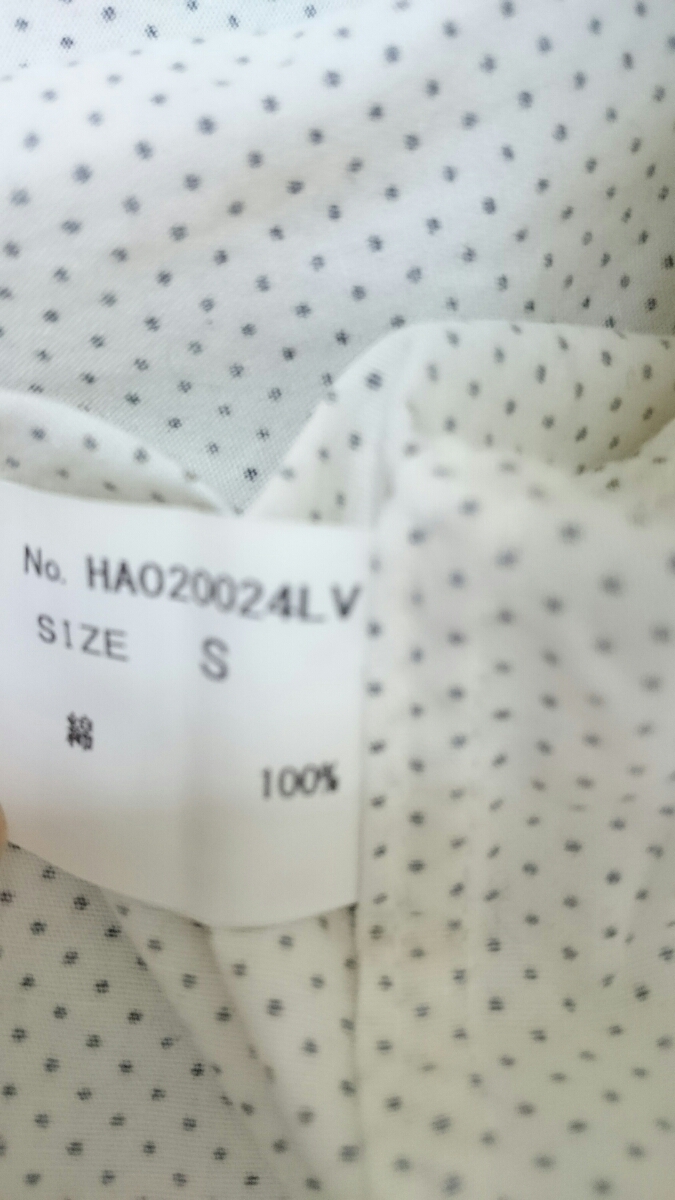 No. HA020024LV
SIZE S
綿
100%